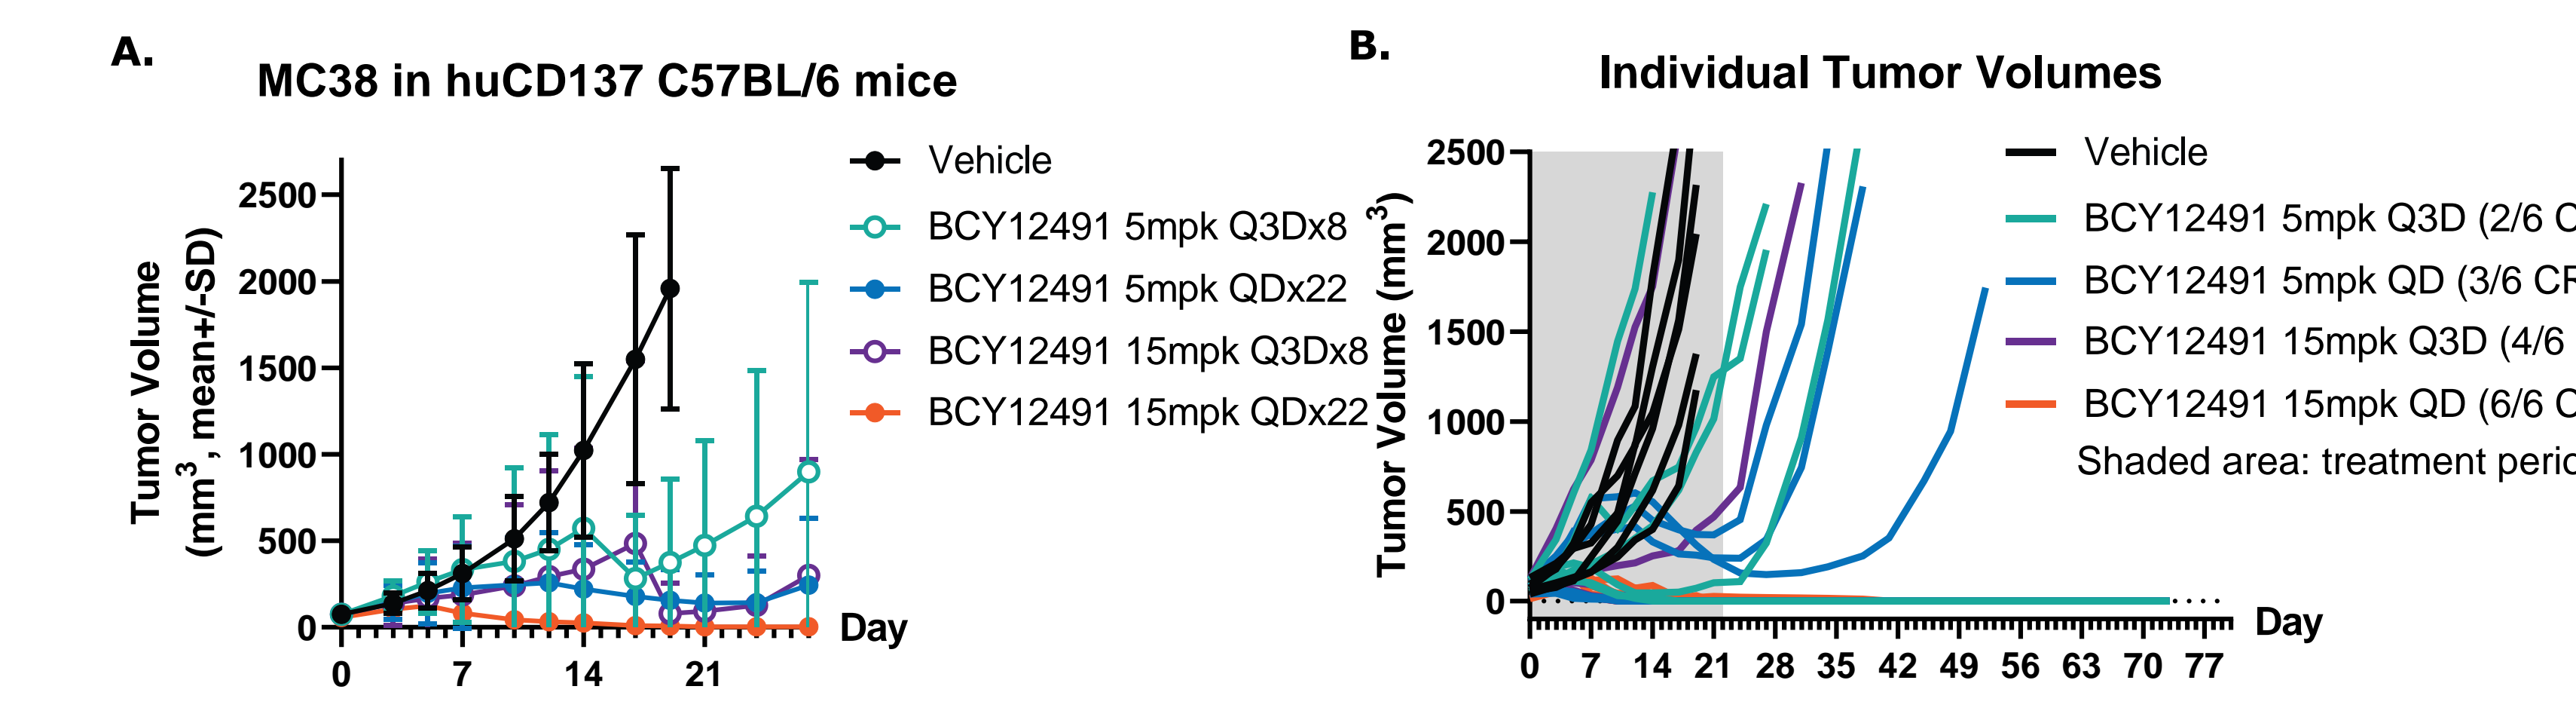 A.
MC38 in huCD137 C57BL/6 mice
Tumor Volume
(mm3, mean+/-SD)
2500
2000
1500
1000
500
0
0 7 14 21
Day
Vehicle
BCY12491 5mpk Q3Dx8
BCY12491 5mpk QDx22
BCY12491 15mpk Q3Dx8
BCY12491 15mpk QDx22
B.
Individual Tumor Volumes
Tumor Volume (mm3)
2500
2000
1500
1000
500
0
0 7 14 21 28 35 42 49 56 63 70 77
Day
Vehicle
BCY12491 5mpk Q3D (2/6 C
BCY12491 5mpk QD (3/6 CR
BCY12491 15mpk Q3D (4/6
BCY12491 15mpk QD (6/6 C
Shaded area: treatment peric